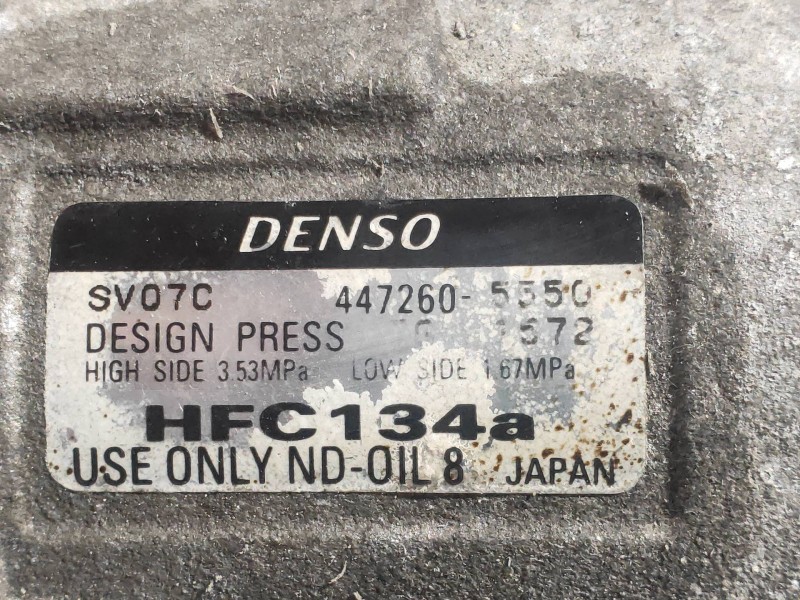 DENSO
SV07C 447260-5550
DESIGN PRESS 1672
HIGH SIDE 3.53MPa LOW SIDE 1.67MPa
HFC134a
USE ONLY ND-OIL 8 JAPAN